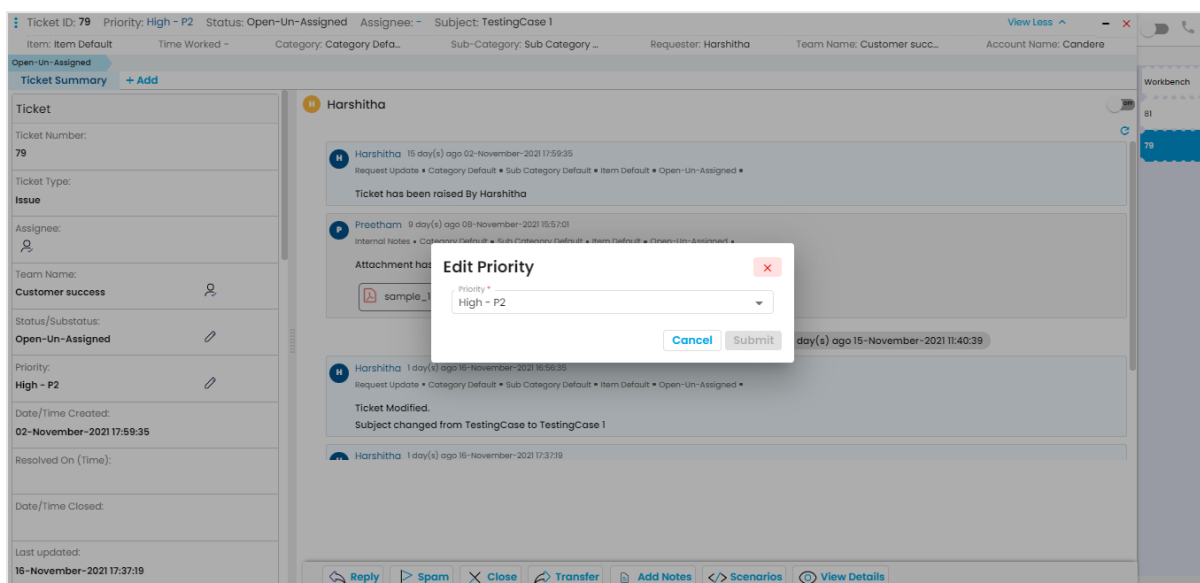 Ticket ID: 79 Priority: High - P2 Status: Open-Un-Assigned Assignee: - Subject: TestingCase 1 View Less
Item: Item Default Time Worked - Category: Category Defa... Sub-Category: Sub Category ... Requester: Harshitha Team Name: Customer succ... Account Name: Candere
Open-Un-Assigned
Ticket Summary + Add
Workbench
81
79
Ticket
Ticket Number:
79
Ticket Type:
Issue
Assignee:
Team Name:
Customer success
Status/Substatus:
Open-Un-Assigned
Priority:
High - P2
Date/Time Created:
02-November-2021 17:59:35
Resolved On (Time):
Date/Time Closed:
Last updated:
16-November-2021 17:37:19
H Harshitha
Off
H Harshitha 15 day(s) ago 02-November-2021 17:59:35
Request Update • Category Default • Sub Category Default • Item Default • Open-Un-Assigned •
Ticket has been raised By Harshitha
P Preetham 9 day(s) ago 08-November-2021 15:57:01
Internal Notes • Category Default • Sub Category Default • Item Default • Open-Un-Assigned •
Attachment has
sample_1
Edit Priority
Priority *
High - P2
Cancel Submit
day(s) ago 15-November-2021 11:40:39
H Harshitha 1 day(s) ago 16-November-2021 16:56:35
Request Update • Category Default • Sub Category Default • Item Default • Open-Un-Assigned •
Ticket Modified.
Subject changed from TestingCase to TestingCase 1
Harshitha 1 day(s) ago 16-November-2021 17:37:19
Reply Spam Close Transfer Add Notes Scenarios View Details